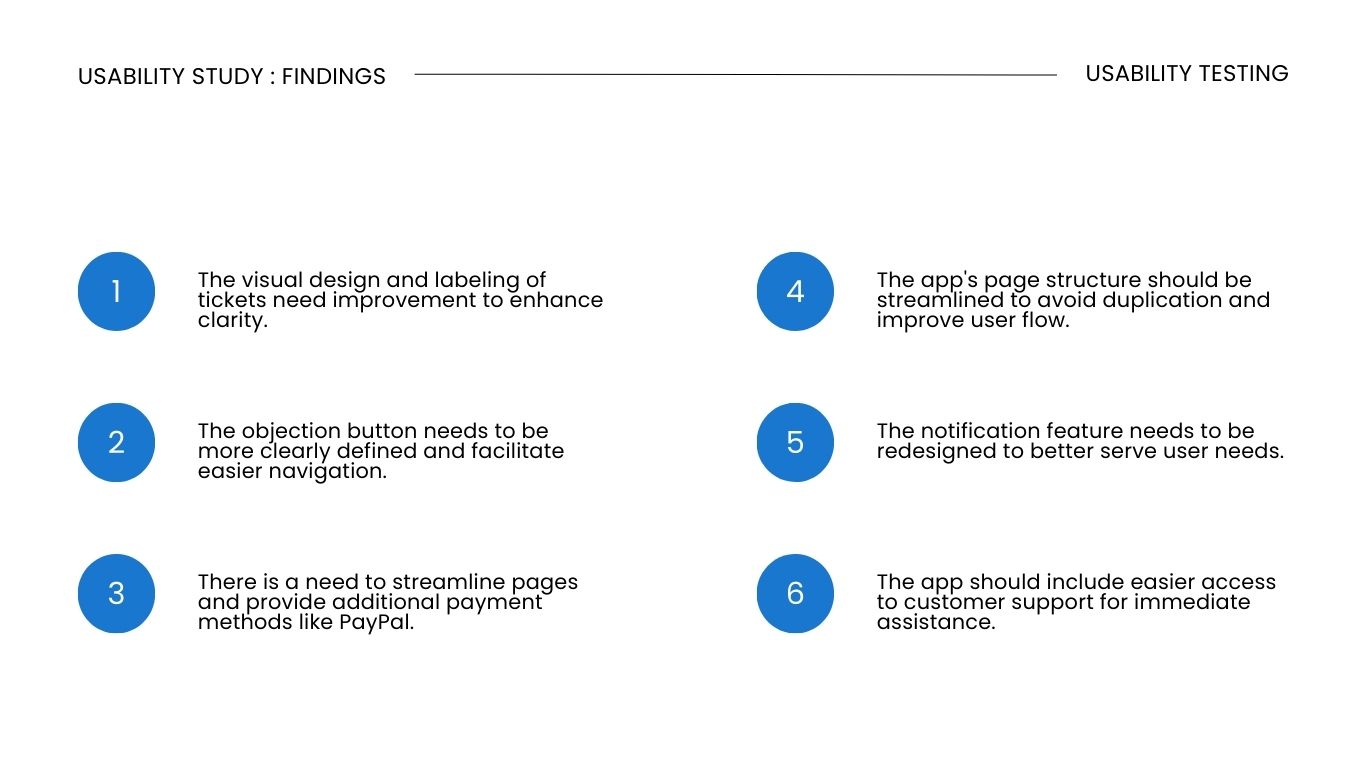 USABILITY STUDY : FINDINGS
USABILITY TESTING
1
The visual design and labeling of
tickets need improvement to enhance
clarity.
2
The objection button needs to be
more clearly defined and facilitate
easier navigation.
3
There is a need to streamline pages
and provide additional payment
methods like PayPal.
4
The app's page structure should be
streamlined to avoid duplication and
improve user flow.
5
The notification feature needs to be
redesigned to better serve user needs.
6
The app should include easier access
to customer support for immediate
assistance.